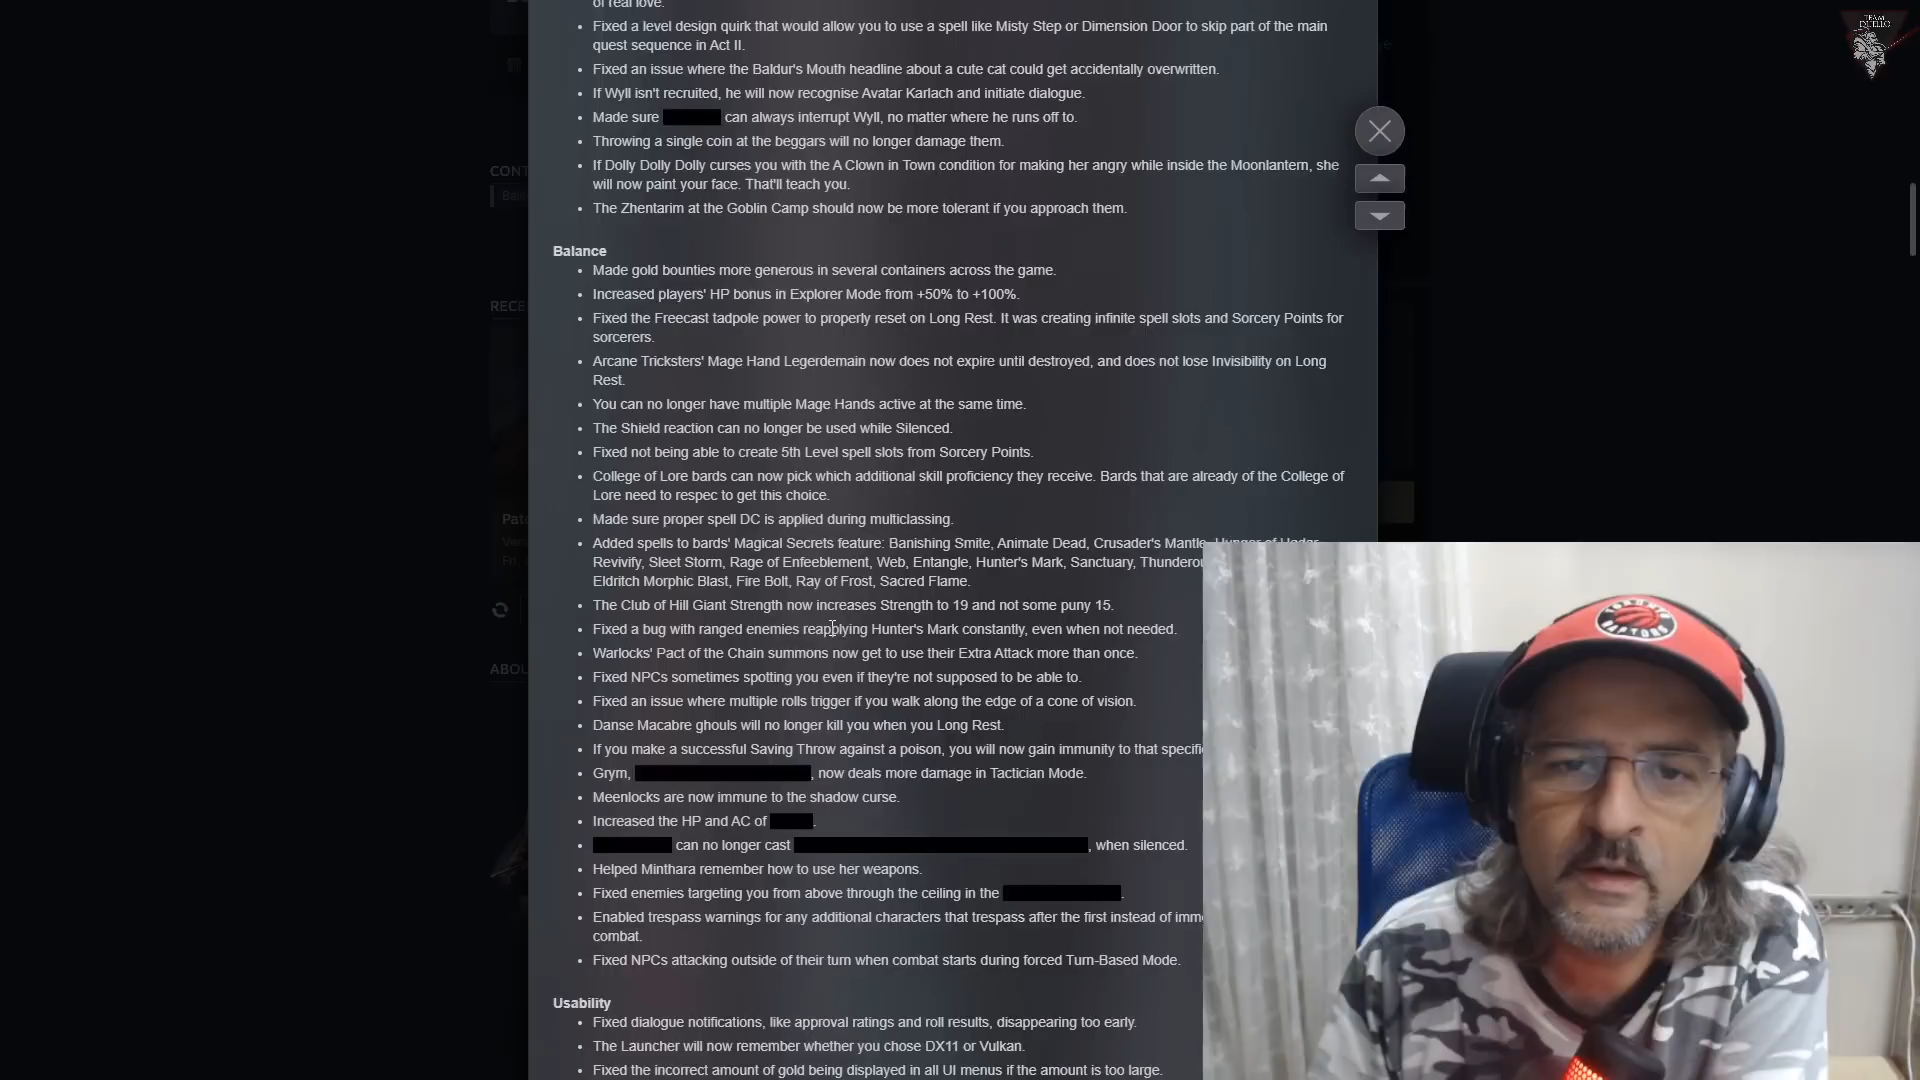 of real love.
TEAM
DUELLO
Fixed a level design quirk that would allow you to use a spell like Misty Step or Dimension Door to skip part of the main
quest sequence in Act II.
Fixed an issue where the Baldur's Mouth headline about a cute cat could get accidentally overwritten.
If Wyll isn't recruited, he will now recognise Avatar Karlach and initiate dialogue.
Made sure can always interrupt Wyll, no matter where he runs off to.
Throwing a single coin at the beggars will no longer damage them.
If Dolly Dolly Dolly curses you with the A Clown in Town condition for making her angry while inside the Moonlantern, she
will now paint your face. That'll teach you.
The Zhentarim at the Goblin Camp should now be more tolerant if you approach them.
CONT
RECE
ABOU
Balance
Made gold bounties more generous in several containers across the game.
Increased players' HP bonus in Explorer Mode from +50% to +100%.
Fixed the Freecast tadpole power to properly reset on Long Rest. It was creating infinite spell slots and Sorcery Points for
sorcerers.
Arcane Tricksters' Mage Hand Legerdemain now does not expire until destroyed, and does not lose Invisibility on Long
Rest.
You can no longer have multiple Mage Hands active at the same time.
The Shield reaction can no longer be used while Silenced.
Fixed not being able to create 5th Level spell slots from Sorcery Points.
College of Lore bards can now pick which additional skill proficiency they receive. Bards that are already of the College of
Lore need to respec to get this choice.
Made sure proper spell DC is applied during multiclassing.
Added spells to bards' Magical Secrets feature: Banishing Smite, Animate Dead, Crusader's Mantle, Hunger of Hadar,
Revivify, Sleet Storm, Rage of Enfeeblement, Web, Entangle, Hunter's Mark, Sanctuary, Thunderou
Eldritch Morphic Blast, Fire Bolt, Ray of Frost, Sacred Flame.
The Club of Hill Giant Strength now increases Strength to 19 and not some puny 15.
Fixed a bug with ranged enemies reapplying Hunter's Mark constantly, even when not needed.
Warlocks' Pact of the Chain summons now get to use their Extra Attack more than once.
Fixed NPCs sometimes spotting you even if they're not supposed to be able to.
Fixed an issue where multiple rolls trigger if you walk along the edge of a cone of vision.
Danse Macabre ghouls will no longer kill you when you Long Rest.
If you make a successful Saving Throw against a poison, you will now gain immunity to that specifi
Grym, , now deals more damage in Tactician Mode.
Meenlocks are now immune to the shadow curse.
Increased the HP and AC of .
can no longer cast , when silenced.
Helped Minthara remember how to use her weapons.
Fixed enemies targeting you from above through the ceiling in the .
Enabled trespass warnings for any additional characters that trespass after the first instead of imme
combat.
Fixed NPCs attacking outside of their turn when combat starts during forced Turn-Based Mode.
Usability
Fixed dialogue notifications, like approval ratings and roll results, disappearing too early.
The Launcher will now remember whether you chose DX11 or Vulkan.
Fixed the incorrect amount of gold being displayed in all UI menus if the amount is too large.
TORONTO
RAPTORS